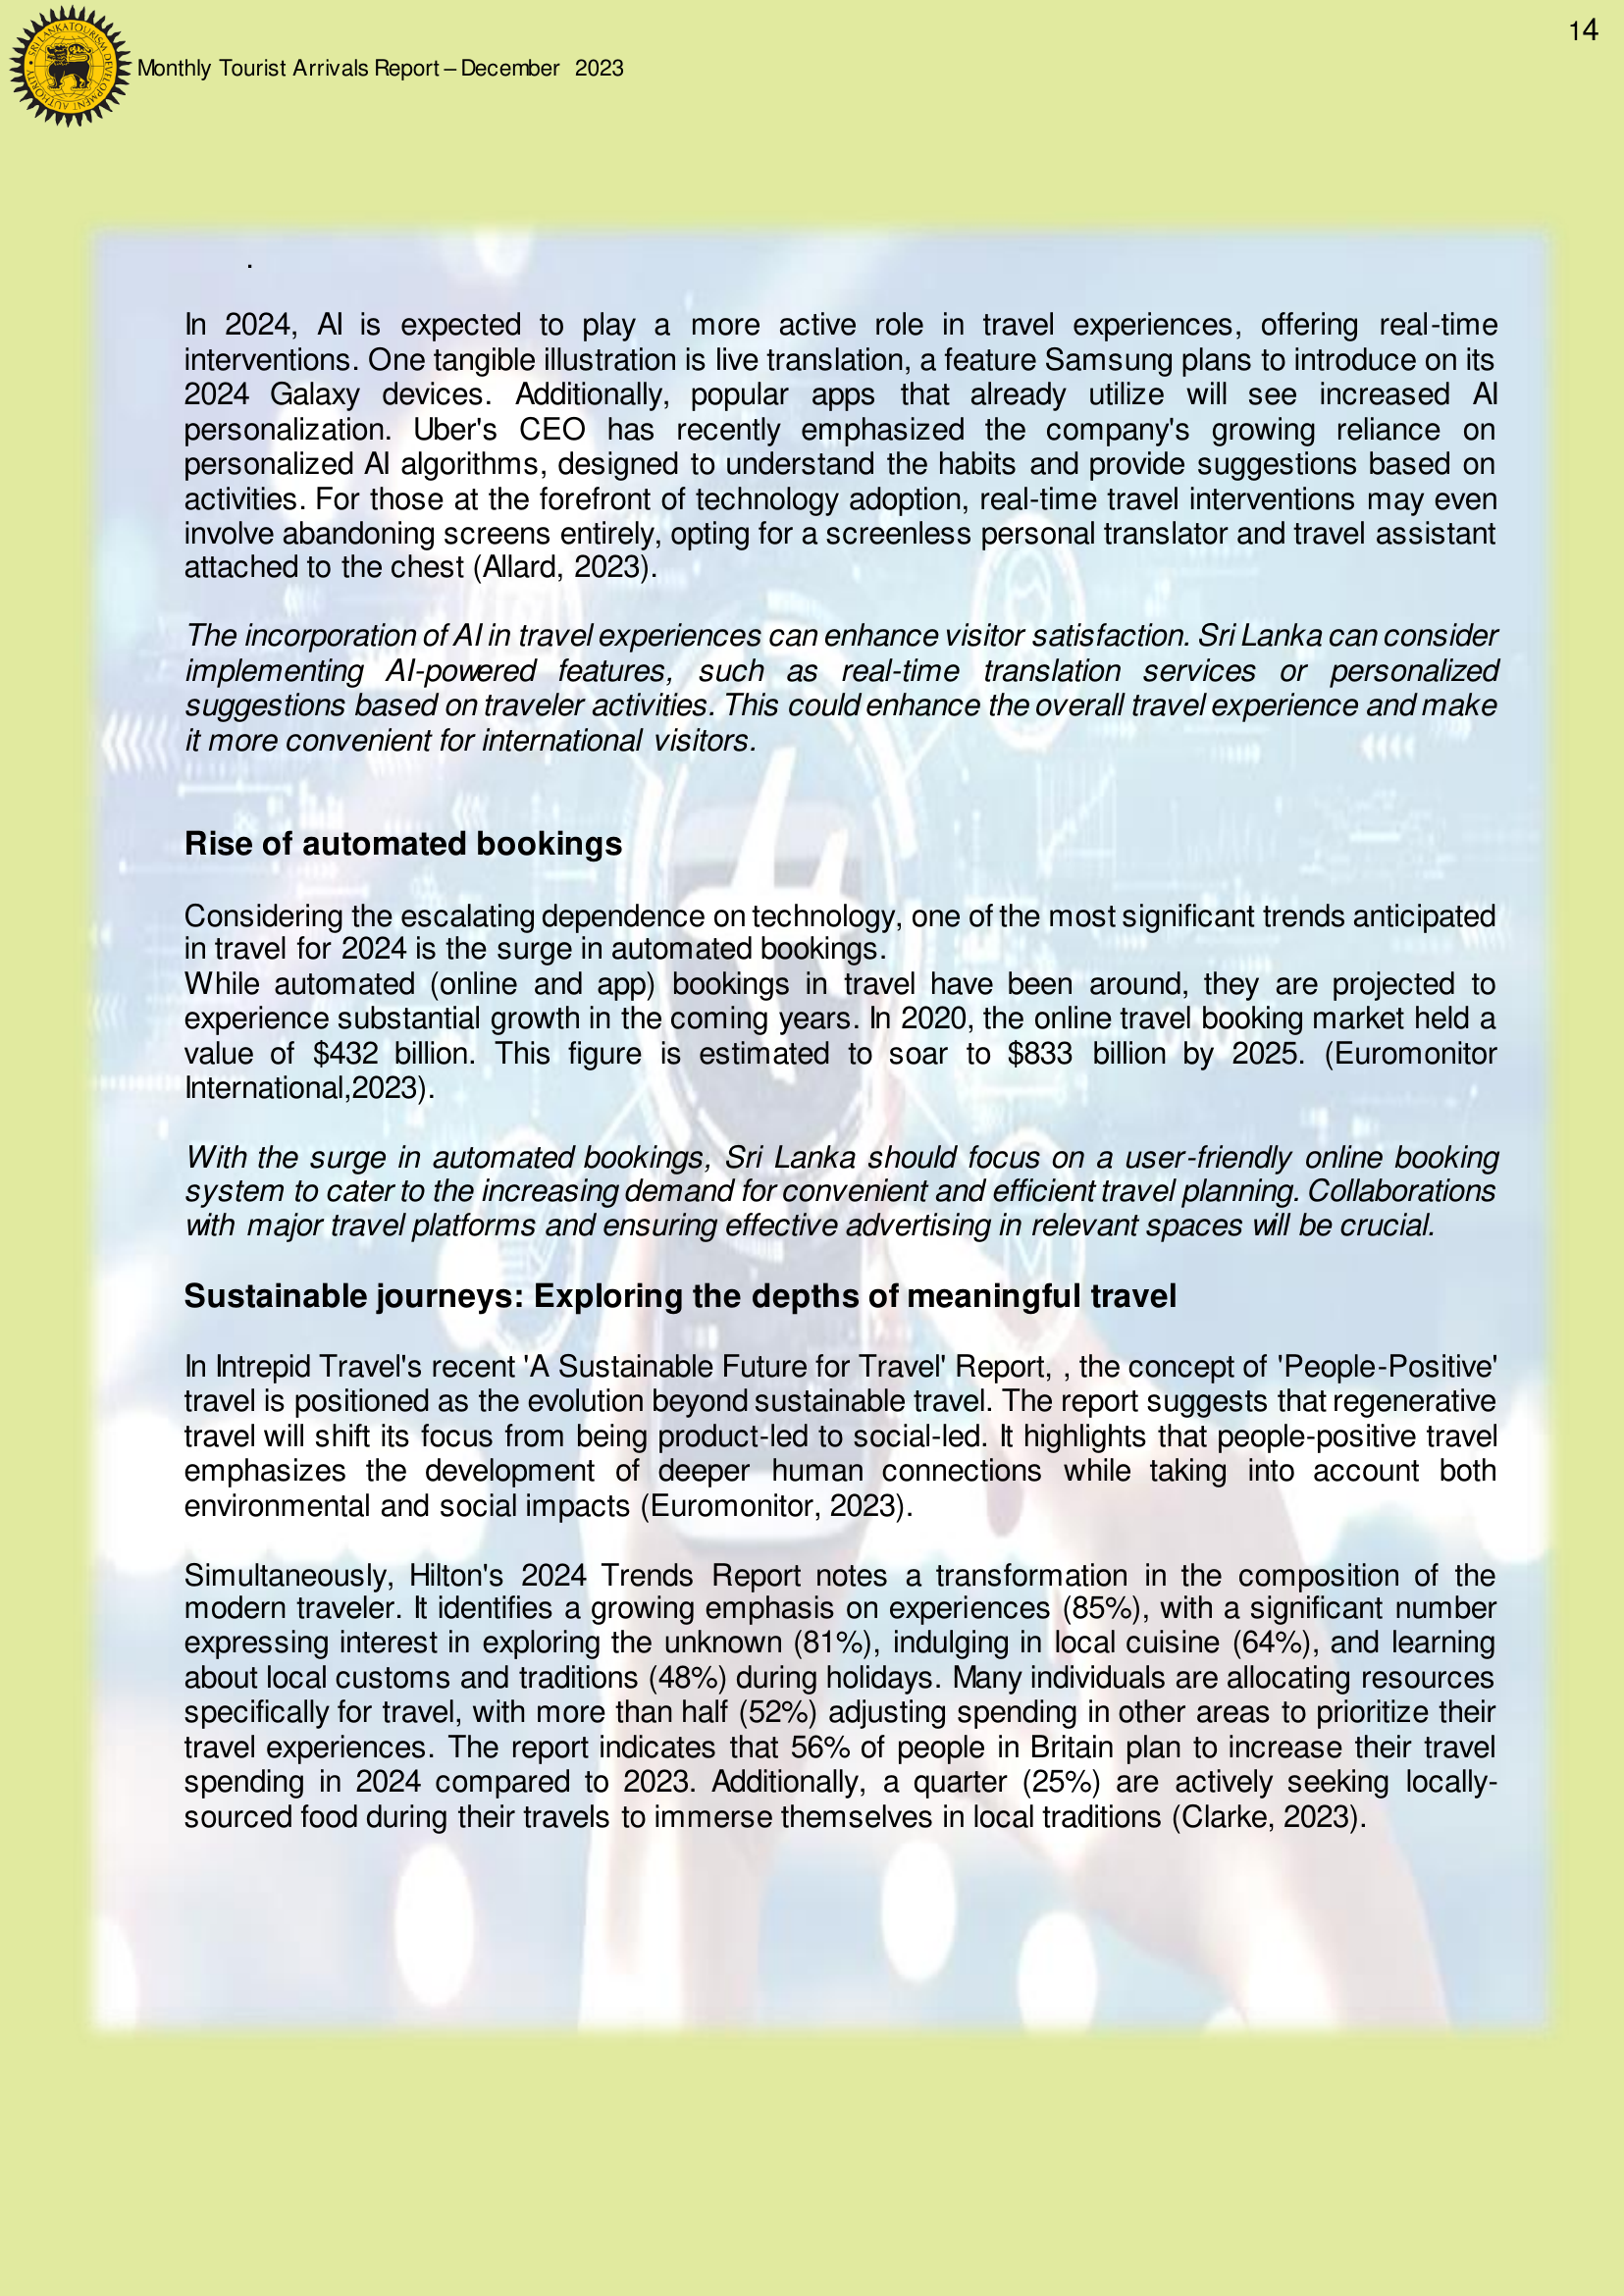 14
SRI LANKA TOURISM DEVELOPMENT AUTHORITY
Monthly Tourist Arrivals Report – December 2023
.
In 2024, AI is expected to play a more active role in travel experiences, offering real-time
interventions. One tangible illustration is live translation, a feature Samsung plans to introduce on its
2024 Galaxy devices. Additionally, popular apps that already utilize will see increased AI
personalization. Uber's CEO has recently emphasized the company's growing reliance on
personalized AI algorithms, designed to understand the habits and provide suggestions based on
activities. For those at the forefront of technology adoption, real-time travel interventions may even
involve abandoning screens entirely, opting for a screenless personal translator and travel assistant
attached to the chest (Allard, 2023).
The incorporation of AI in travel experiences can enhance visitor satisfaction. Sri Lanka can consider
implementing AI-powered features, such as real-time translation services or personalized
suggestions based on traveler activities. This could enhance the overall travel experience and make
it more convenient for international visitors.
Rise of automated bookings
Considering the escalating dependence on technology, one of the most significant trends anticipated
in travel for 2024 is the surge in automated bookings.
While automated (online and app) bookings in travel have been around, they are projected to
experience substantial growth in the coming years. In 2020, the online travel booking market held a
value of $432 billion. This figure is estimated to soar to $833 billion by 2025. (Euromonitor
International,2023).
With the surge in automated bookings, Sri Lanka should focus on a user-friendly online booking
system to cater to the increasing demand for convenient and efficient travel planning. Collaborations
with major travel platforms and ensuring effective advertising in relevant spaces will be crucial.
Sustainable journeys: Exploring the depths of meaningful travel
In Intrepid Travel's recent 'A Sustainable Future for Travel' Report, , the concept of 'People-Positive'
travel is positioned as the evolution beyond sustainable travel. The report suggests that regenerative
travel will shift its focus from being product-led to social-led. It highlights that people-positive travel
emphasizes the development of deeper human connections while taking into account both
environmental and social impacts (Euromonitor, 2023).
Simultaneously, Hilton's 2024 Trends Report notes a transformation in the composition of the
modern traveler. It identifies a growing emphasis on experiences (85%), with a significant number
expressing interest in exploring the unknown (81%), indulging in local cuisine (64%), and learning
about local customs and traditions (48%) during holidays. Many individuals are allocating resources
specifically for travel, with more than half (52%) adjusting spending in other areas to prioritize their
travel experiences. The report indicates that 56% of people in Britain plan to increase their travel
spending in 2024 compared to 2023. Additionally, a quarter (25%) are actively seeking locally-
sourced food during their travels to immerse themselves in local traditions (Clarke, 2023).